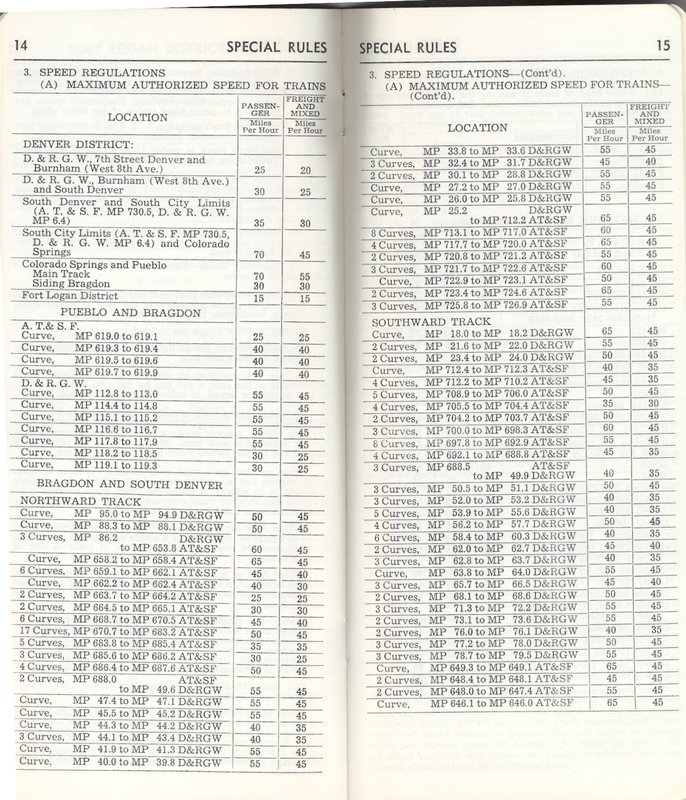 14 SPECIAL RULES
3. SPEED REGULATIONS
(A) MAXIMUM AUTHORIZED SPEED FOR TRAINS
LOCATION PASSENGER Miles Per Hour FREIGHT AND MIXED Miles Per Hour
DENVER DISTRICT:
D. & R. G. W., 7th Street Denver and
Burnham (West 8th Ave.) 25 20
D. & R. G. W., Burnham (West 8th Ave.)
and South Denver 30 25
South Denver and South City Limits
(A. T. & S. F. MP 730.5, D. & R. G. W.
MP 6.4) 35 30
South City Limits (A. T. & S. F. MP 730.5,
D. & R. G. W. MP 6.4) and Colorado
Springs 70 45
Colorado Springs and Pueblo
Main Track 70 55
Siding Bragdon 30 30
Fort Logan District 15 15
PUEBLO AND BRAGDON
A. T. & S. F.
Curve, MP 619.0 to 619.1 25 25
Curve, MP 619.3 to 619.4 40 40
Curve, MP 619.5 to 619.6 40 40
Curve, MP 619.7 to 619.9 40 40
D. & R. G. W.
Curve, MP 112.8 to 113.0 55 45
Curve, MP 114.4 to 114.8 55 45
Curve, MP 115.1 to 115.2 55 45
Curve, MP 116.6 to 116.7 55 45
Curve, MP 117.8 to 117.9 55 45
Curve, MP 118.2 to 118.5 30 25
Curve, MP 119.1 to 119.3 30 25
BRAGDON AND SOUTH DENVER
NORTHWARD TRACK
Curve, MP 95.0 to MP 94.9 D&RGW 50 45
Curve, MP 88.3 to MP 88.1 D&RGW 50 45
3 Curves, MP 86.2 D&RGW
to MP 653.8 AT&SF 60 45
Curve, MP 658.2 to MP 658.4 AT&SF 65 45
6 Curves, MP 659.1 to MP 662.1 AT&SF 45 40
Curve, MP 662.2 to MP 662.4 AT&SF 40 30
2 Curves, MP 663.7 to MP 664.2 AT&SF 25 25
2 Curves, MP 664.5 to MP 665.1 AT&SF 30 30
6 Curves, MP 668.7 to MP 670.5 AT&SF 45 40
17 Curves, MP 670.7 to MP 683.2 AT&SF 50 45
5 Curves, MP 683.8 to MP 685.4 AT&SF 35 35
3 Curves, MP 685.6 to MP 686.2 AT&SF 30 25
4 Curves, MP 686.4 to MP 687.6 AT&SF 50 45
2 Curves, MP 688.0 AT&SF
to MP 49.6 D&RGW 55 45
Curve, MP 47.4 to MP 47.1 D&RGW 55 45
Curve, MP 45.5 to MP 45.2 D&RGW 55 45
Curve, MP 44.3 to MP 44.2 D&RGW 40 35
3 Curves, MP 44.1 to MP 43.4 D&RGW 40 35
Curve, MP 41.9 to MP 41.3 D&RGW 55 45
Curve, MP 40.0 to MP 39.8 D&RGW 55 45
SPECIAL RULES 15
3. SPEED REGULATIONS—(Cont'd).
(A) MAXIMUM AUTHORIZED SPEED FOR TRAINS—
(Cont'd).
LOCATION PASSENGER Miles Per Hour FREIGHT AND MIXED Miles Per Hour
Curve, MP 33.8 to MP 33.6 D&RGW 55 45
3 Curves, MP 32.4 to MP 31.7 D&RGW 45 40
2 Curves, MP 30.1 to MP 28.8 D&RGW 55 45
Curve, MP 27.2 to MP 27.0 D&RGW 55 45
Curve, MP 26.0 to MP 25.8 D&RGW 55 45
Curve, MP 25.2 D&RGW
to MP 712.2 AT&SF 65 45
8 Curves, MP 713.1 to MP 717.0 AT&SF 60 45
4 Curves, MP 717.7 to MP 720.0 AT&SF 65 45
2 Curves, MP 720.8 to MP 721.2 AT&SF 55 45
3 Curves, MP 721.7 to MP 722.6 AT&SF 60 45
Curve, MP 722.9 to MP 723.1 AT&SF 50 45
2 Curves, MP 723.4 to MP 724.6 AT&SF 65 45
3 Curves, MP 725.8 to MP 726.9 AT&SF 55 45
SOUTHWARD TRACK
Curve, MP 18.0 to MP 18.2 D&RGW 65 45
2 Curves, MP 21.6 to MP 22.0 D&RGW 55 45
2 Curves, MP 23.4 to MP 24.0 D&RGW 50 45
Curve, MP 712.4 to MP 712.3 AT&SF 40 35
4 Curves, MP 712.2 to MP 710.2 AT&SF 45 35
5 Curves, MP 708.9 to MP 706.0 AT&SF 50 45
4 Curves, MP 705.5 to MP 704.4 AT&SF 35 30
2 Curves, MP 704.2 to MP 703.7 AT&SF 50 45
3 Curves, MP 700.0 to MP 698.3 AT&SF 60 45
8 Curves, MP 697.8 to MP 692.9 AT&SF 55 45
4 Curves, MP 692.1 to MP 688.8 AT&SF 45 35
3 Curves, MP 688.5 AT&SF
to MP 49.9 D&RGW 40 35
3 Curves, MP 50.5 to MP 51.1 D&RGW 50 45
3 Curves, MP 52.0 to MP 53.2 D&RGW 40 35
5 Curves, MP 53.9 to MP 55.6 D&RGW 40 35
4 Curves, MP 56.2 to MP 57.7 D&RGW 50 45
6 Curves, MP 58.4 to MP 60.3 D&RGW 40 35
2 Curves, MP 62.0 to MP 62.7 D&RGW 45 40
3 Curves, MP 62.8 to MP 63.7 D&RGW 40 35
Curve, MP 63.8 to MP 64.0 D&RGW 55 45
3 Curves, MP 65.7 to MP 66.5 D&RGW 45 40
2 Curves, MP 68.1 to MP 68.6 D&RGW 50 45
3 Curves, MP 71.3 to MP 72.2 D&RGW 55 45
2 Curves, MP 73.1 to MP 73.6 D&RGW 55 45
2 Curves, MP 76.0 to MP 76.1 D&RGW 40 35
3 Curves, MP 77.2 to MP 78.0 D&RGW 50 45
3 Curves, MP 78.7 to MP 79.5 D&RGW 55 45
Curve, MP 649.3 to MP 649.1 AT&SF 65 45
2 Curves, MP 648.4 to MP 648.1 AT&SF 45 45
2 Curves, MP 648.0 to MP 647.4 AT&SF 55 45
Curve, MP 646.1 to MP 646.0 AT&SF 65 45